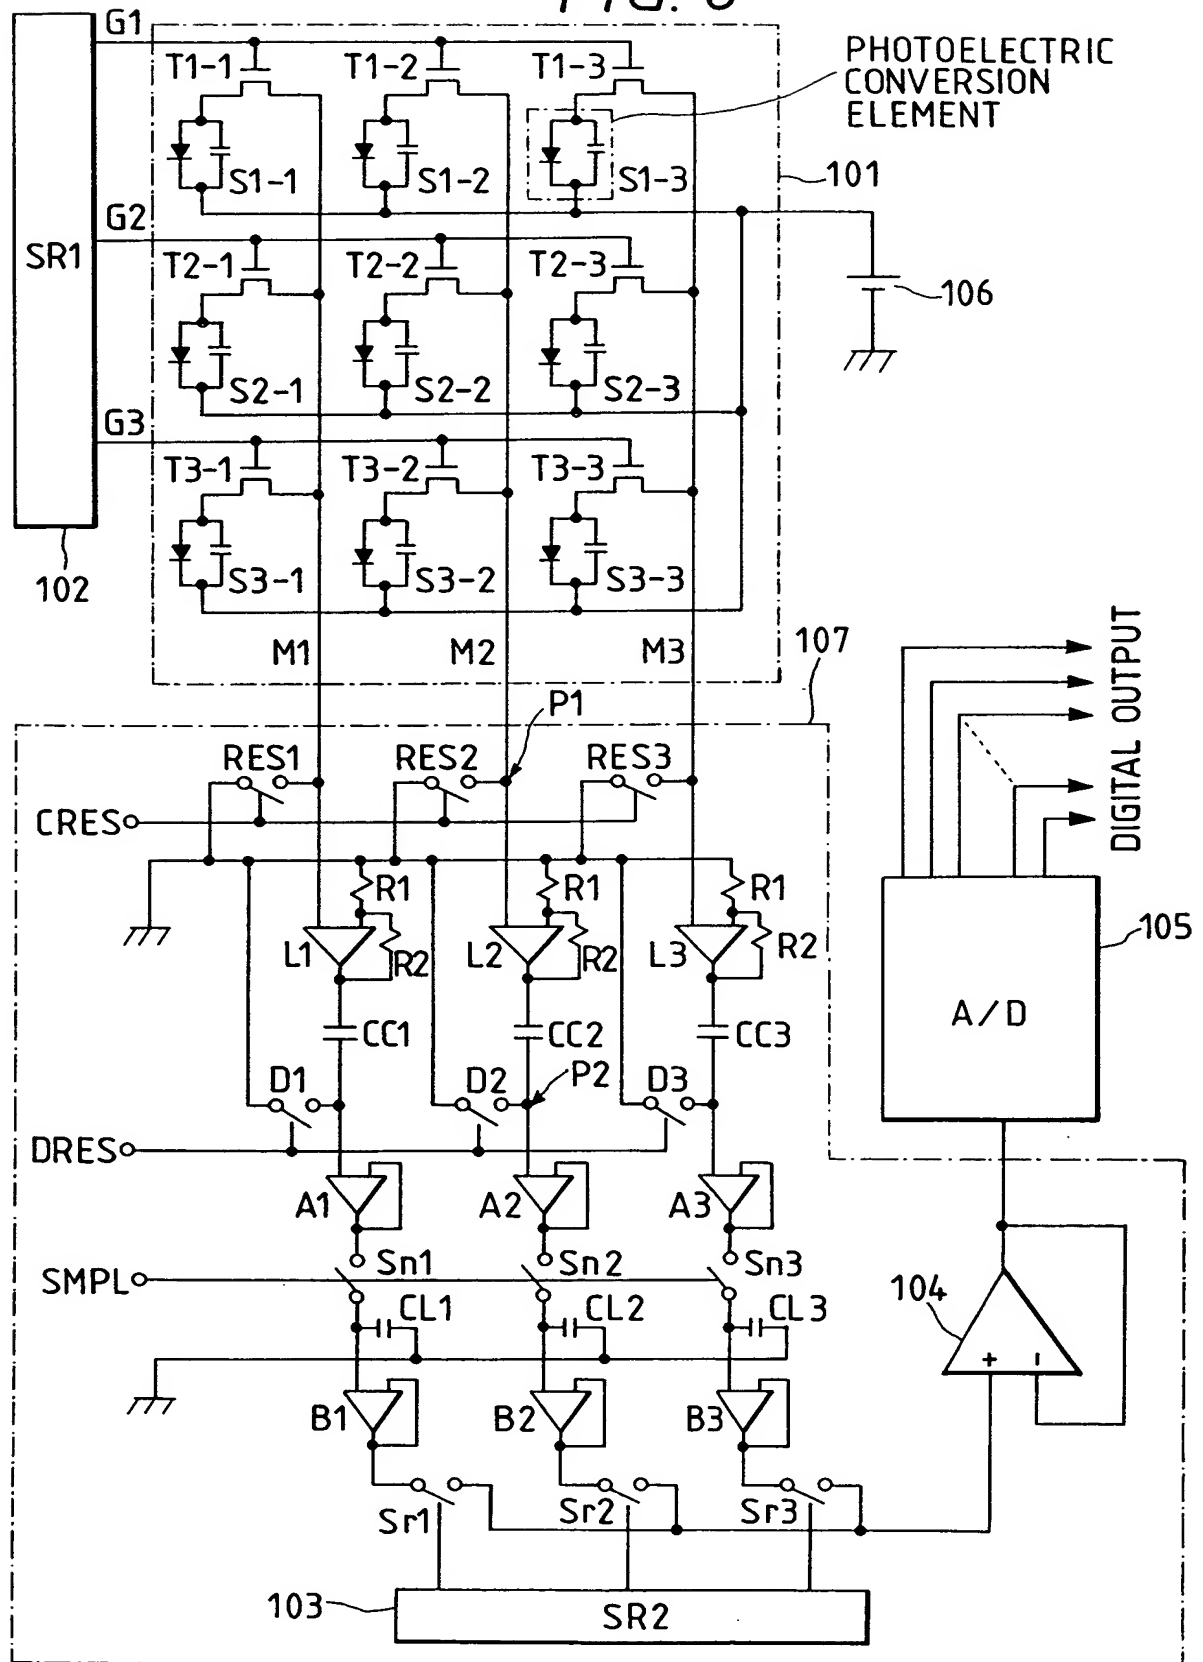 G1
T1-1 T1-2 T1-3
PHOTOELECTRIC
CONVERSION
ELEMENT
S1-1 S1-2 S1-3
101
G2
SR1
T2-1 T2-2 T2-3
106
S2-1 S2-2 S2-3
G3
T3-1 T3-2 T3-3
102
S3-1 S3-2 S3-3
M1 M2 M3
107
DIGITAL OUTPUT
P1
RES1 RES2 RES3
CRES
R1 R1 R1
L1 R2 L2 R2 L3 R2
105
A/D
CC1 CC2 CC3
D1 D2 P2 D3
DRES
A1 A2 A3
Sn1 Sn2 Sn3
SMPL
CL1 CL2 CL3
104
+ -
B1 B2 B3
Sr1 Sr2 Sr3
103
SR2